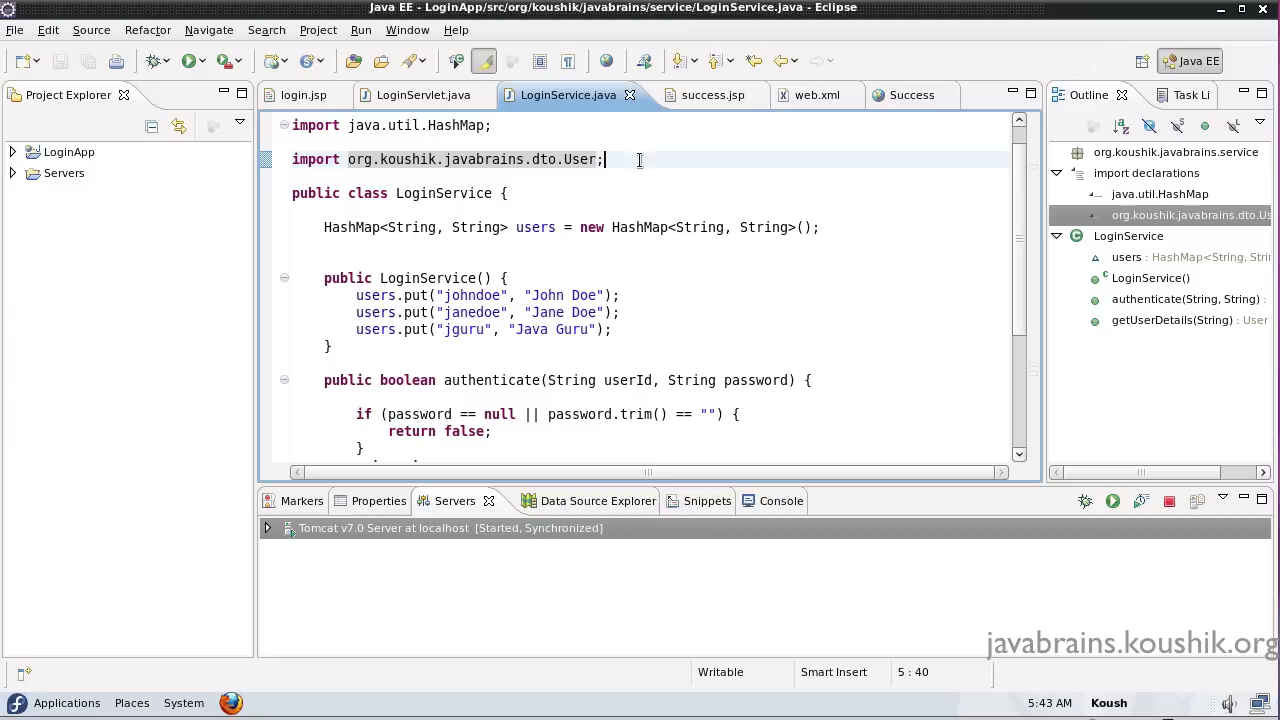 Java EE - LoginApp/src/org/koushik/javabrains/service/LoginService.java - Eclipse
File Edit Source Refactor Navigate Search Project Run Window Help
Java EE
Project Explorer
LoginApp
Servers
login.jsp LoginServlet.java LoginService.java success.jsp web.xml Success
import java.util.HashMap;
import org.koushik.javabrains.dto.User;
public class LoginService {
HashMap<String, String> users = new HashMap<String, String>();
public LoginService() {
users.put("johndoe", "John Doe");
users.put("janedoe", "Jane Doe");
users.put("jguru", "Java Guru");
}
public boolean authenticate(String userId, String password) {
if (password == null || password.trim() == "") {
return false;
}
Outline Task Li
org.koushik.javabrains.service
import declarations
java.util.HashMap
org.koushik.javabrains.dto.Us
LoginService
users : HashMap<String, Strin
LoginService()
authenticate(String, String) :
getUserDetails(String) : User
Markers Properties Servers Data Source Explorer Snippets Console
Tomcat v7.0 Server at localhost [Started, Synchronized]
javabrains.koushik.org
Writable Smart Insert 5 : 40
Applications Places System 5:43 AM Koush